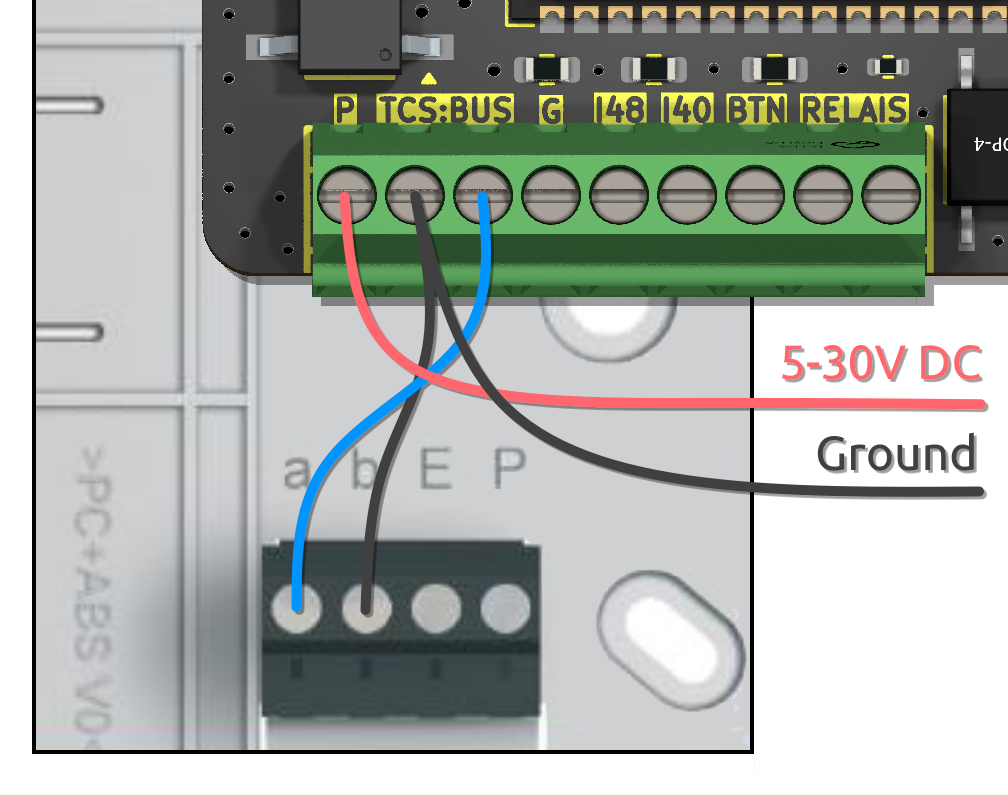 P TCS:BUS G I48 I40 BTN RELAIS
OP-4
5-30V DC
Ground
a b E P
>PC+ABS V0<